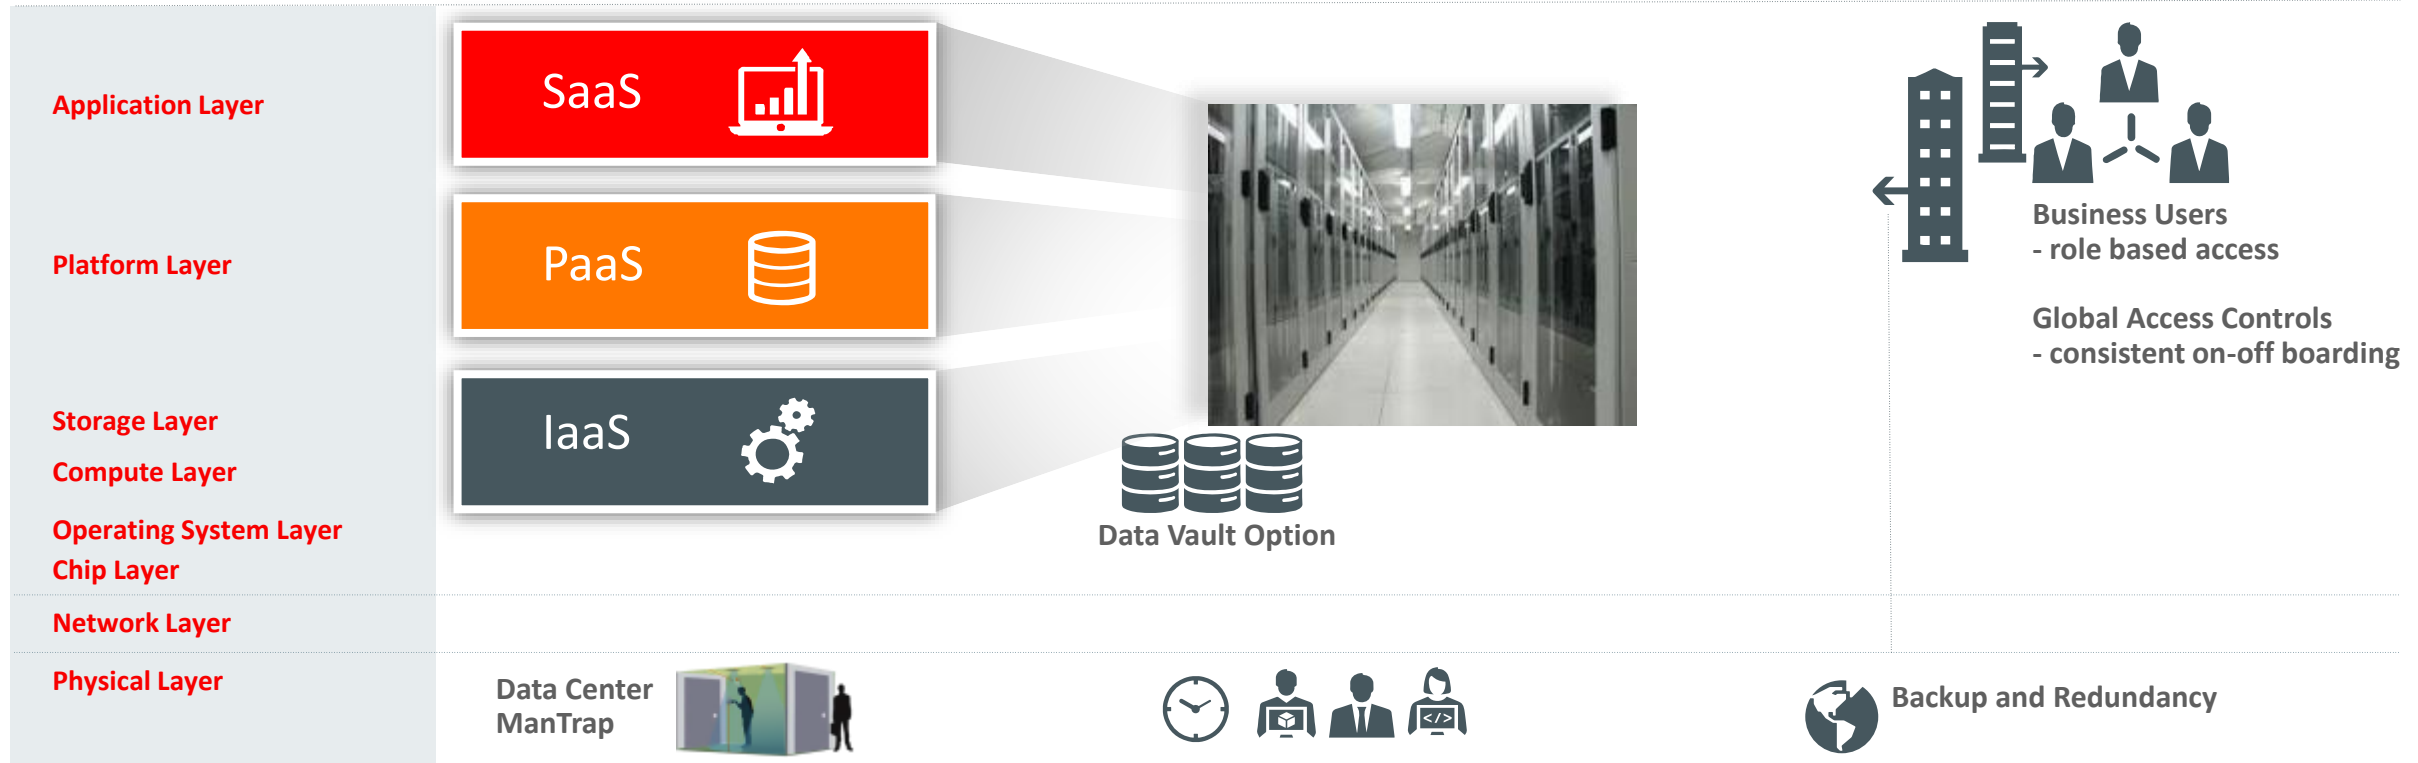 Application Layer
Platform Layer
Storage Layer
Compute Layer
Operating System Layer
Chip Layer
Network Layer
Physical Layer
SaaS
PaaS
IaaS
Data Vault Option
Business Users
- role based access
Global Access Controls
- consistent on-off boarding
Data Center
ManTrap
</>
Backup and Redundancy